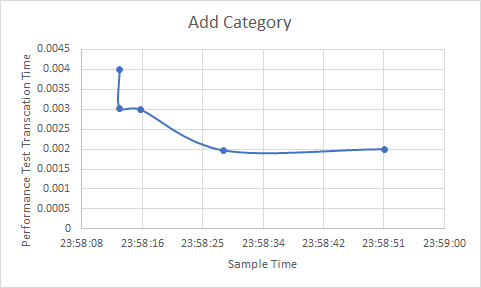 Add Category
Performance Test Transcation Time
0.0045
0.004
0.0035
0.003
0.0025
0.002
0.0015
0.001
0.0005
0
23:58:08 23:58:16 23:58:25 23:58:34 23:58:42 23:58:51 23:59:00
Sample Time